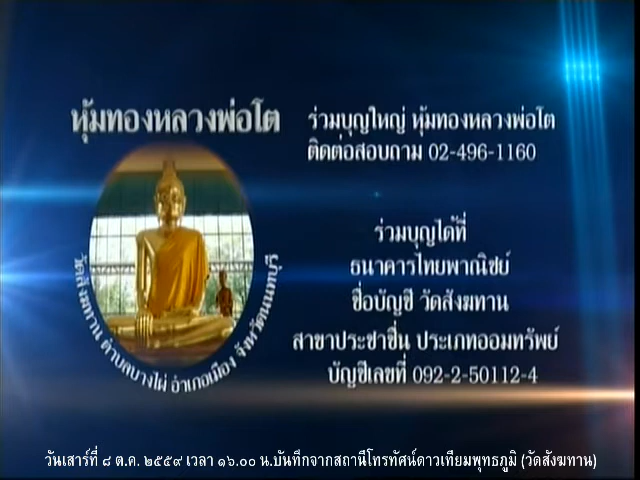 หุ้มทองหลวงพ่อโต
วัดสังฆทาน ตำบลบางไผ่ อำเภอเมือง จังหวัดนนทบุรี
ร่วมบุญใหญ่ หุ้มทองหลวงพ่อโต
ติดต่อสอบถาม 02-496-1160
ร่วมบุญได้ที่
ธนาคารไทยพาณิชย์
ชื่อบัญชี วัดสังฆทาน
สาขาประชาชื่น ประเภทออมทรัพย์
บัญชีเลขที่ 092-2-50112-4
วันเสาร์ที่ ๘ ต.ค. ๒๕๕๙ เวลา ๑๖.๐๐ น.บันทึกจากสถานีโทรทัศน์ดาวเทียมพุทธภูมิ (วัดสังฆทาน)